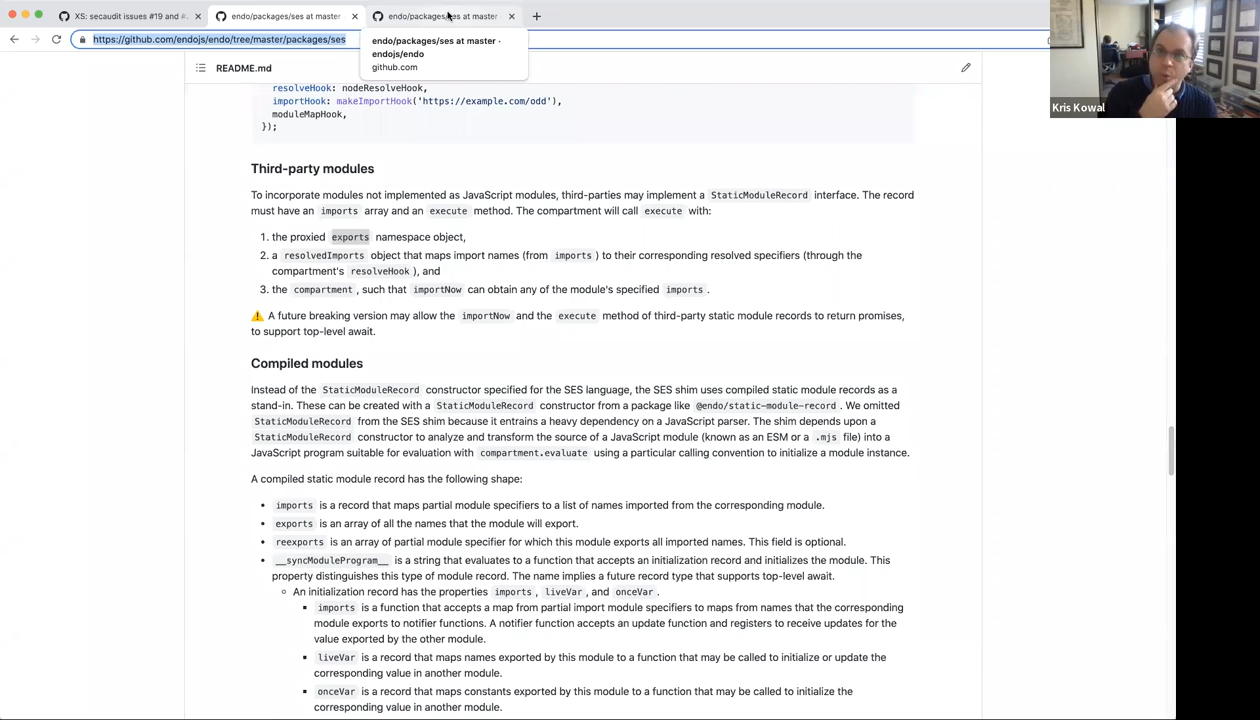 XS: secaudit issues #19 and #
endo/packages/ses at master ·
endo/packages/ses at master ·
https://github.com/endojs/endo/tree/master/packages/ses
endo/packages/ses at master ·
endojs/endo
github.com
Kris Kowal
README.md
resolveHook: nodeResolveHook,
importHook: makeImportHook('https://example.com/odd'),
moduleMapHook,
});
Third-party modules
To incorporate modules not implemented as JavaScript modules, third-parties may implement a StaticModuleRecord interface. The record
must have an imports array and an execute method. The compartment will call execute with:
1. the proxied exports namespace object,
2. a resolvedImports object that maps import names (from imports ) to their corresponding resolved specifiers (through the
compartment's resolveHook ), and
3. the compartment , such that importNow can obtain any of the module's specified imports .
⚠️ A future breaking version may allow the importNow and the execute method of third-party static module records to return promises,
to support top-level await.
Compiled modules
Instead of the StaticModuleRecord constructor specified for the SES language, the SES shim uses compiled static module records as a
stand-in. These can be created with a StaticModuleRecord constructor from a package like @endo/static-module-record . We omitted
StaticModuleRecord from the SES shim because it entrains a heavy dependency on a JavaScript parser. The shim depends upon a
StaticModuleRecord constructor to analyze and transform the source of a JavaScript module (known as an ESM or a .mjs file) into a
JavaScript program suitable for evaluation with compartment.evaluate using a particular calling convention to initialize a module instance.
A compiled static module record has the following shape:
• imports is a record that maps partial module specifiers to a list of names imported from the corresponding module.
• exports is an array of all the names that the module will export.
• reexports is an array of partial module specifier for which this module exports all imported names. This field is optional.
• __syncModuleProgram__ is a string that evaluates to a function that accepts an initialization record and initializes the module. This
property distinguishes this type of module record. The name implies a future record type that supports top-level await.
○ An initialization record has the properties imports , liveVar , and onceVar .
▪ imports is a function that accepts a map from partial import module specifiers to maps from names that the corresponding
module exports to notifier functions. A notifier function accepts an update function and registers to receive updates for the
value exported by the other module.
▪ liveVar is a record that maps names exported by this module to a function that may be called to initialize or update the
corresponding value in another module.
▪ onceVar is a record that maps constants exported by this module to a function that may be called to initialize the
corresponding value in another module.